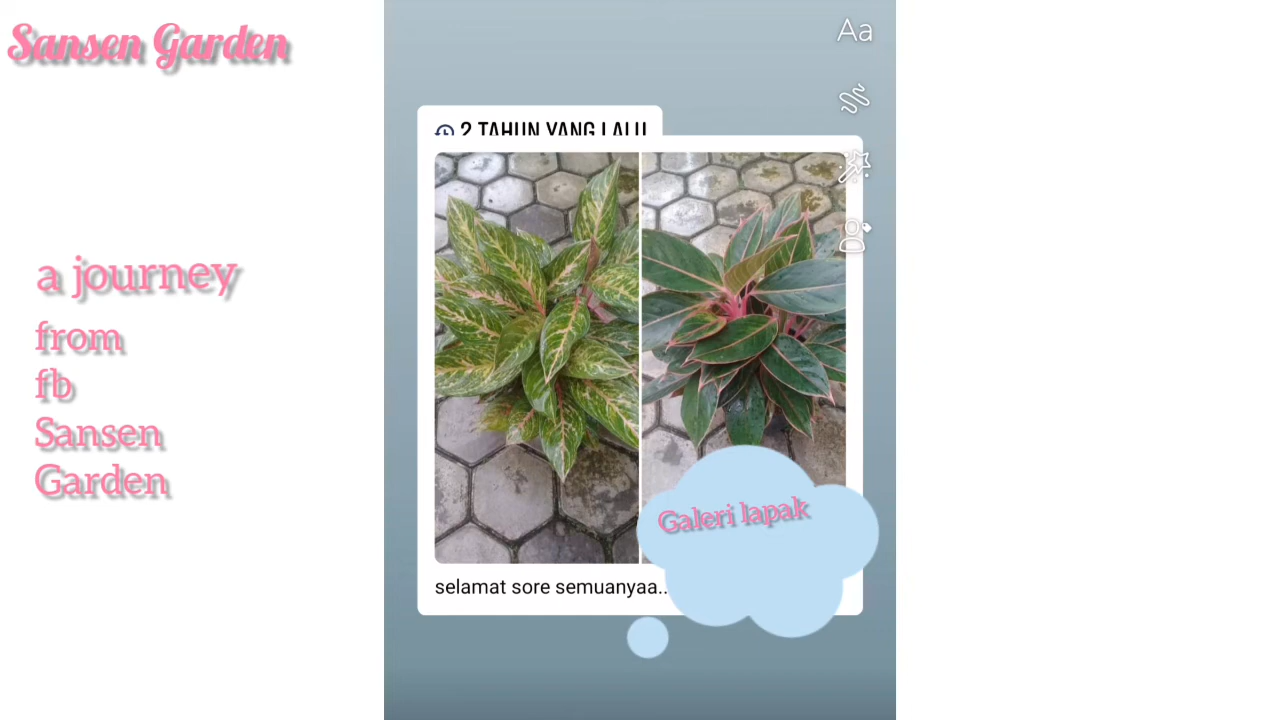 Sansen Garden
Aa
2 TAHUN YANG LALU
a journey
from
fb
Sansen
Garden
Galeri lapak
selamat sore semuanyaa..